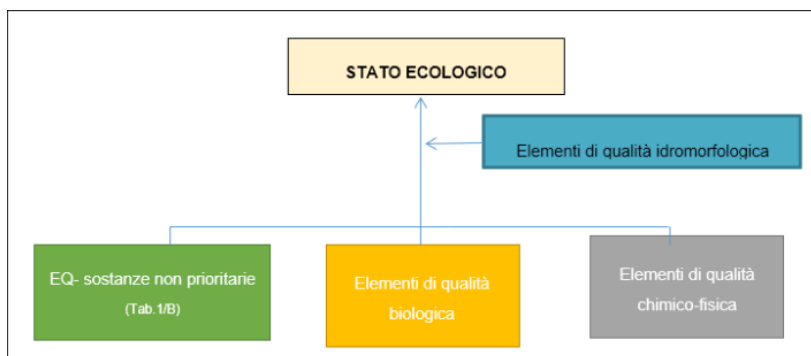 STATO ECOLOGICO
Elementi di qualità idromorfologica
EQ- sostanze non prioritarie
(Tab.1/B)
Elementi di qualità
biologica
Elementi di qualità
chimico-fisica